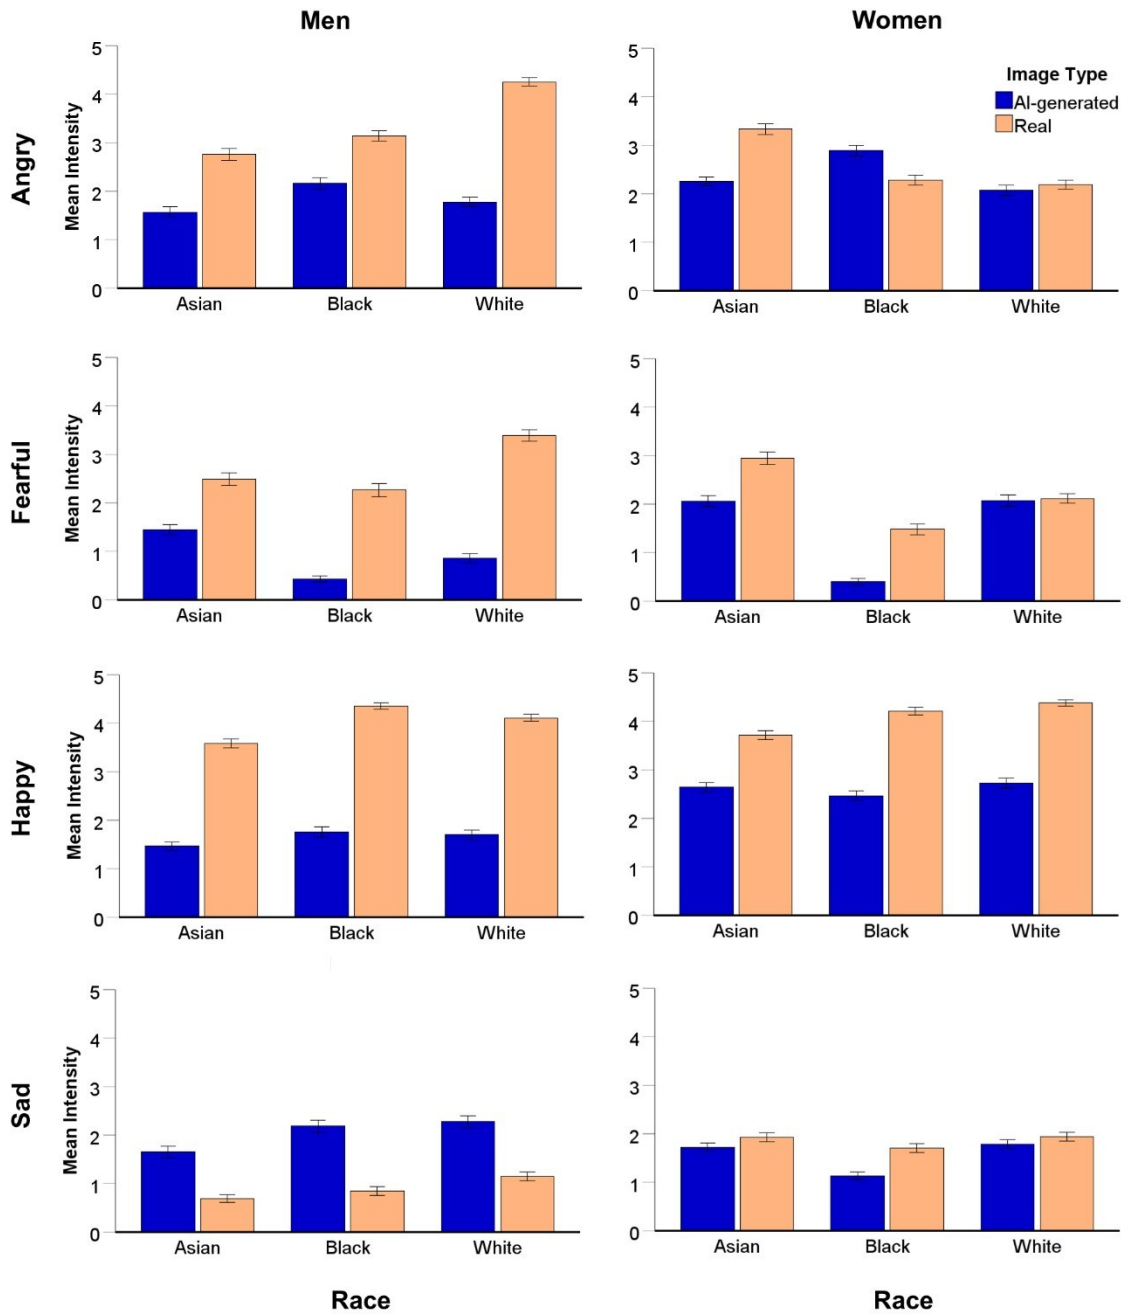 Men
Women
Angry
Mean Intensity
5
4
3
2
1
0
Asian
Black
White
5
4
3
2
1
0
Asian
Black
White
Image Type
AI-generated
Real
Fearful
Mean Intensity
5
4
3
2
1
0
Asian
Black
White
5
4
3
2
1
0
Asian
Black
White
Happy
Mean Intensity
5
4
3
2
1
0
Asian
Black
White
5
4
3
2
1
0
Asian
Black
White
Sad
Mean Intensity
5
4
3
2
1
0
Asian
Black
White
5
4
3
2
1
0
Asian
Black
White
Race
Race